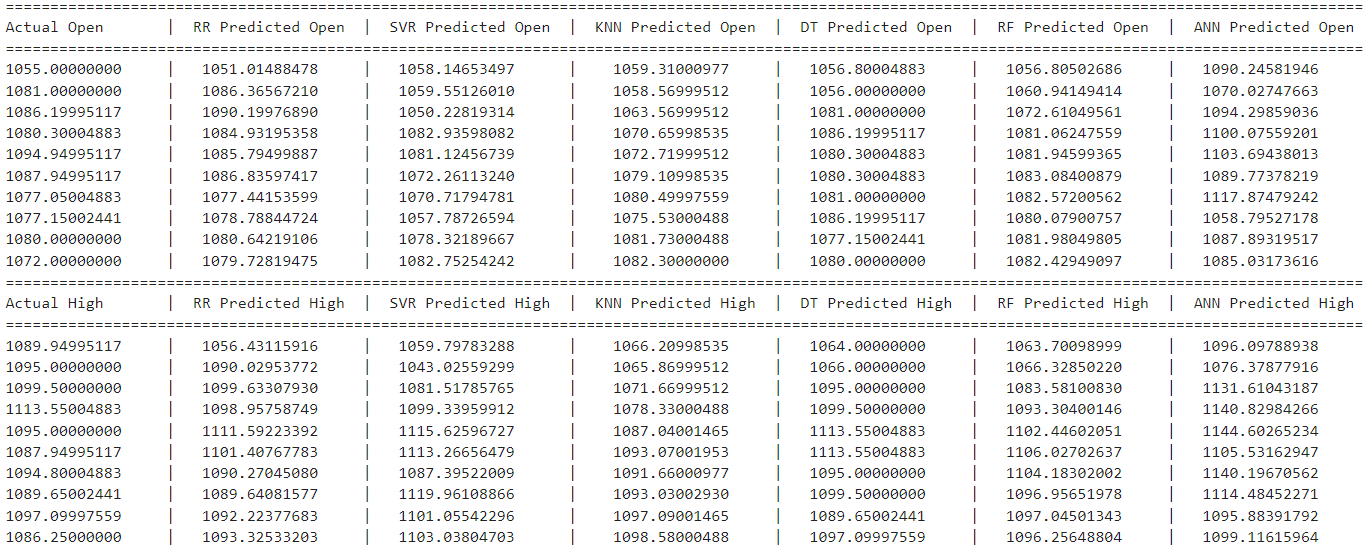 ====================================================================================================================================================
Actual Open | RR Predicted Open | SVR Predicted Open | KNN Predicted Open | DT Predicted Open | RF Predicted Open | ANN Predicted Open
====================================================================================================================================================
1055.00000000 | 1051.01488478 | 1058.14653497 | 1059.31000977 | 1056.80004883 | 1056.80502686 | 1090.24581946
1081.00000000 | 1086.36567210 | 1059.55126010 | 1058.56999512 | 1056.00000000 | 1060.94149414 | 1070.02747663
1086.19995117 | 1090.19976890 | 1050.22819314 | 1063.56999512 | 1081.00000000 | 1072.61049561 | 1094.29859036
1080.30004883 | 1084.93195358 | 1082.93598082 | 1070.65998535 | 1086.19995117 | 1081.06247559 | 1100.07559201
1094.94995117 | 1085.79499887 | 1081.12456739 | 1072.71999512 | 1080.30004883 | 1081.94599365 | 1103.69438013
1087.94995117 | 1086.83597417 | 1072.26113240 | 1079.10998535 | 1080.30004883 | 1083.08400879 | 1089.77378219
1077.05004883 | 1077.44153599 | 1070.71794781 | 1080.49997559 | 1081.00000000 | 1082.57200562 | 1117.87479242
1077.15002441 | 1078.78844724 | 1057.78726594 | 1075.53000488 | 1086.19995117 | 1080.07900757 | 1058.79527178
1080.00000000 | 1080.64219106 | 1078.32189667 | 1081.73000488 | 1077.15002441 | 1081.98049805 | 1087.89319517
1072.00000000 | 1079.72819475 | 1082.75254242 | 1082.30000000 | 1080.00000000 | 1082.42949097 | 1085.03173616
====================================================================================================================================================
Actual High | RR Predicted High | SVR Predicted High | KNN Predicted High | DT Predicted High | RF Predicted High | ANN Predicted High
====================================================================================================================================================
1089.94995117 | 1056.43115916 | 1059.79783288 | 1066.20998535 | 1064.00000000 | 1063.70098999 | 1096.09788938
1095.00000000 | 1090.02953772 | 1043.02559299 | 1065.86999512 | 1066.00000000 | 1066.32850220 | 1076.37877916
1099.50000000 | 1099.63307930 | 1081.51785765 | 1071.66999512 | 1095.00000000 | 1083.58100830 | 1131.61043187
1113.55004883 | 1098.95758749 | 1099.33959912 | 1078.33000488 | 1099.50000000 | 1093.30400146 | 1140.82984266
1095.00000000 | 1111.59223392 | 1115.62596727 | 1087.04001465 | 1113.55004883 | 1102.44602051 | 1144.60265234
1087.94995117 | 1101.40767783 | 1113.26656479 | 1093.07001953 | 1113.55004883 | 1106.02702637 | 1105.53162947
1094.80004883 | 1090.27045080 | 1087.39522009 | 1091.66000977 | 1095.00000000 | 1104.18302002 | 1140.19670562
1089.65002441 | 1089.64081577 | 1119.96108866 | 1093.03002930 | 1099.50000000 | 1096.95651978 | 1114.48452271
1097.09997559 | 1092.22377683 | 1101.05542296 | 1097.09001465 | 1089.65002441 | 1097.04501343 | 1095.88391792
1086.25000000 | 1093.32533203 | 1103.03804703 | 1098.58000488 | 1097.09997559 | 1096.25648804 | 1099.11615964